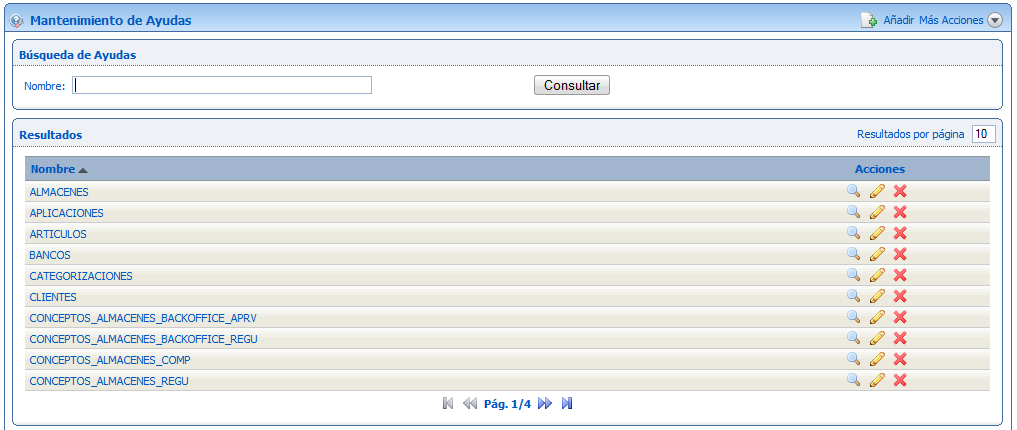 Mantenimiento de Ayudas
Añadir Más Acciones
Búsqueda de Ayudas
Nombre:
Consultar
Resultados
Resultados por página 10
Nombre Acciones
ALMACENES
APLICACIONES
ARTICULOS
BANCOS
CATEGORIZACIONES
CLIENTES
CONCEPTOS_ALMACENES_BACKOFFICE_APRV
CONCEPTOS_ALMACENES_BACKOFFICE_REGU
CONCEPTOS_ALMACENES_COMP
CONCEPTOS_ALMACENES_REGU
Pág. 1/4